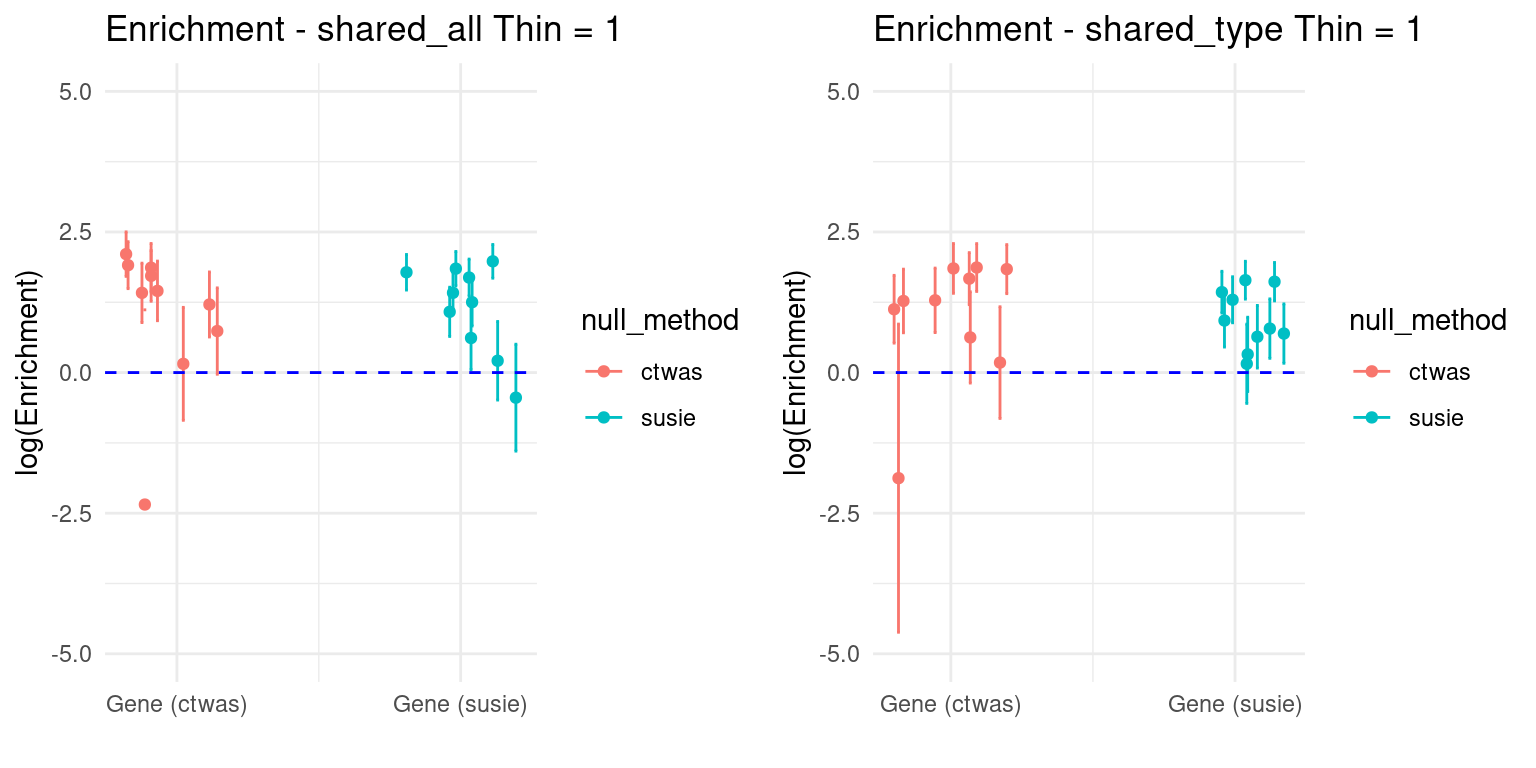 Enrichment - shared_all Thin = 1
log(Enrichment)
5.0
2.5
0.0
-2.5
-5.0
Gene (ctwas)
Gene (susie)
null_method
ctwas
susie
Enrichment - shared_type Thin = 1
log(Enrichment)
5.0
2.5
0.0
-2.5
-5.0
Gene (ctwas)
Gene (susie)
null_method
ctwas
susie